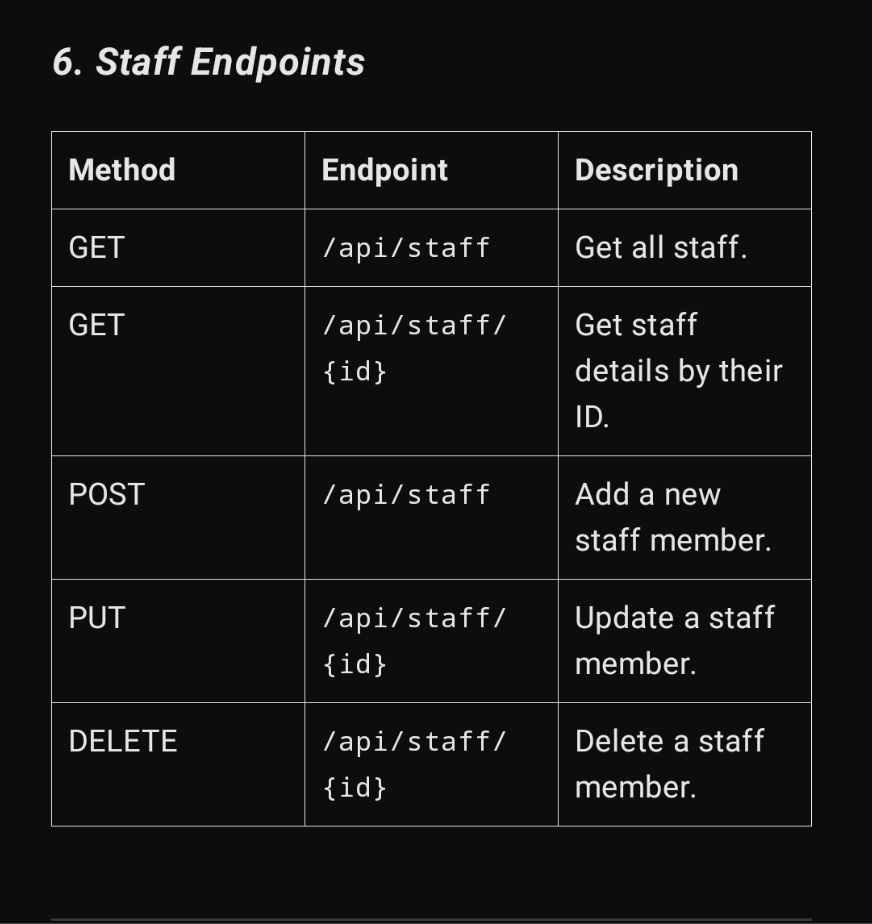 6. Staff Endpoints
Method Endpoint Description
GET /api/staff Get all staff.
GET /api/staff/ Get staff
{id} details by their
ID.
POST /api/staff Add a new
staff member.
PUT /api/staff/ Update a staff
{id} member.
DELETE /api/staff/ Delete a staff
{id} member.